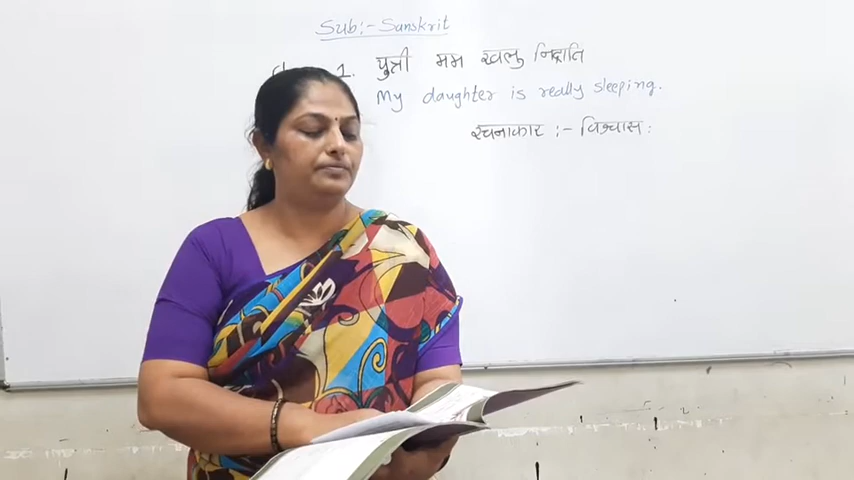 Sub:- Sanskrit
1. पुत्री मम खलु निद्राति
My daughter is really sleeping.
रचनाकार :- विश्वासः